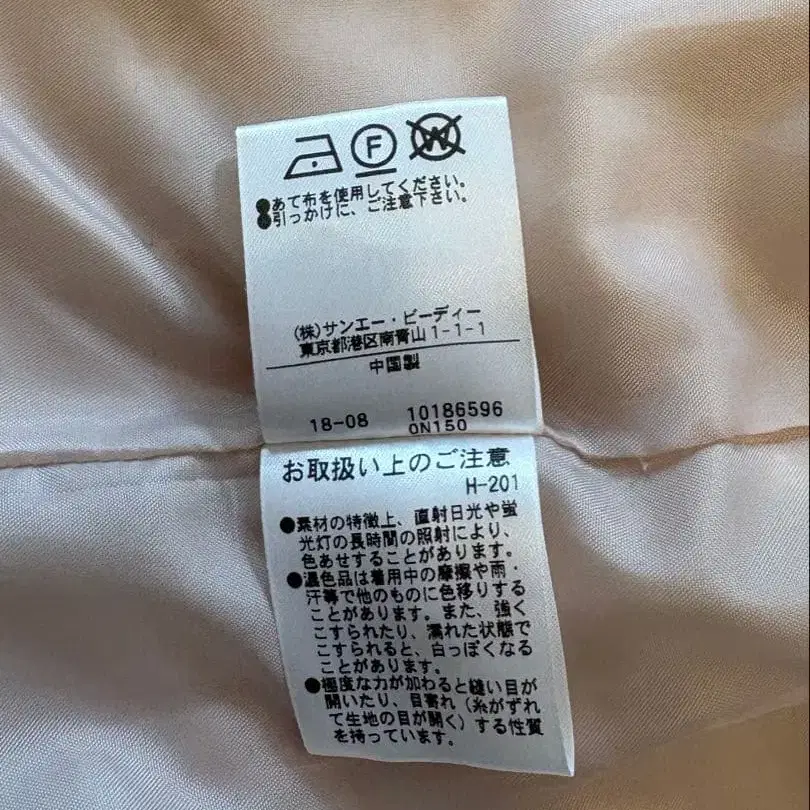 F
W
●あて布を使用してください。
●引っかけに、ご注意下さい。
(株)サンエー・ビーディー
東京都港区南青山1-1-1
中国製
18-08 10186596
0N150
お取扱い上のご注意
H-201
●素材の特徴上、直射日光や蛍
光灯の長時間の照射により、
色あせすることがあります。
●濃色品は着用中の摩擦や雨・
汗等で他のものに色移りする
ことがあります。また、強く
こすられたり、濡れた状態で
こすられると、白っぽくなる
ことがあります。
●極度な力が加わると縫い目が
開いたり、目寄れ(糸がずれ
て生地の目が開く)する性質
を持っています。